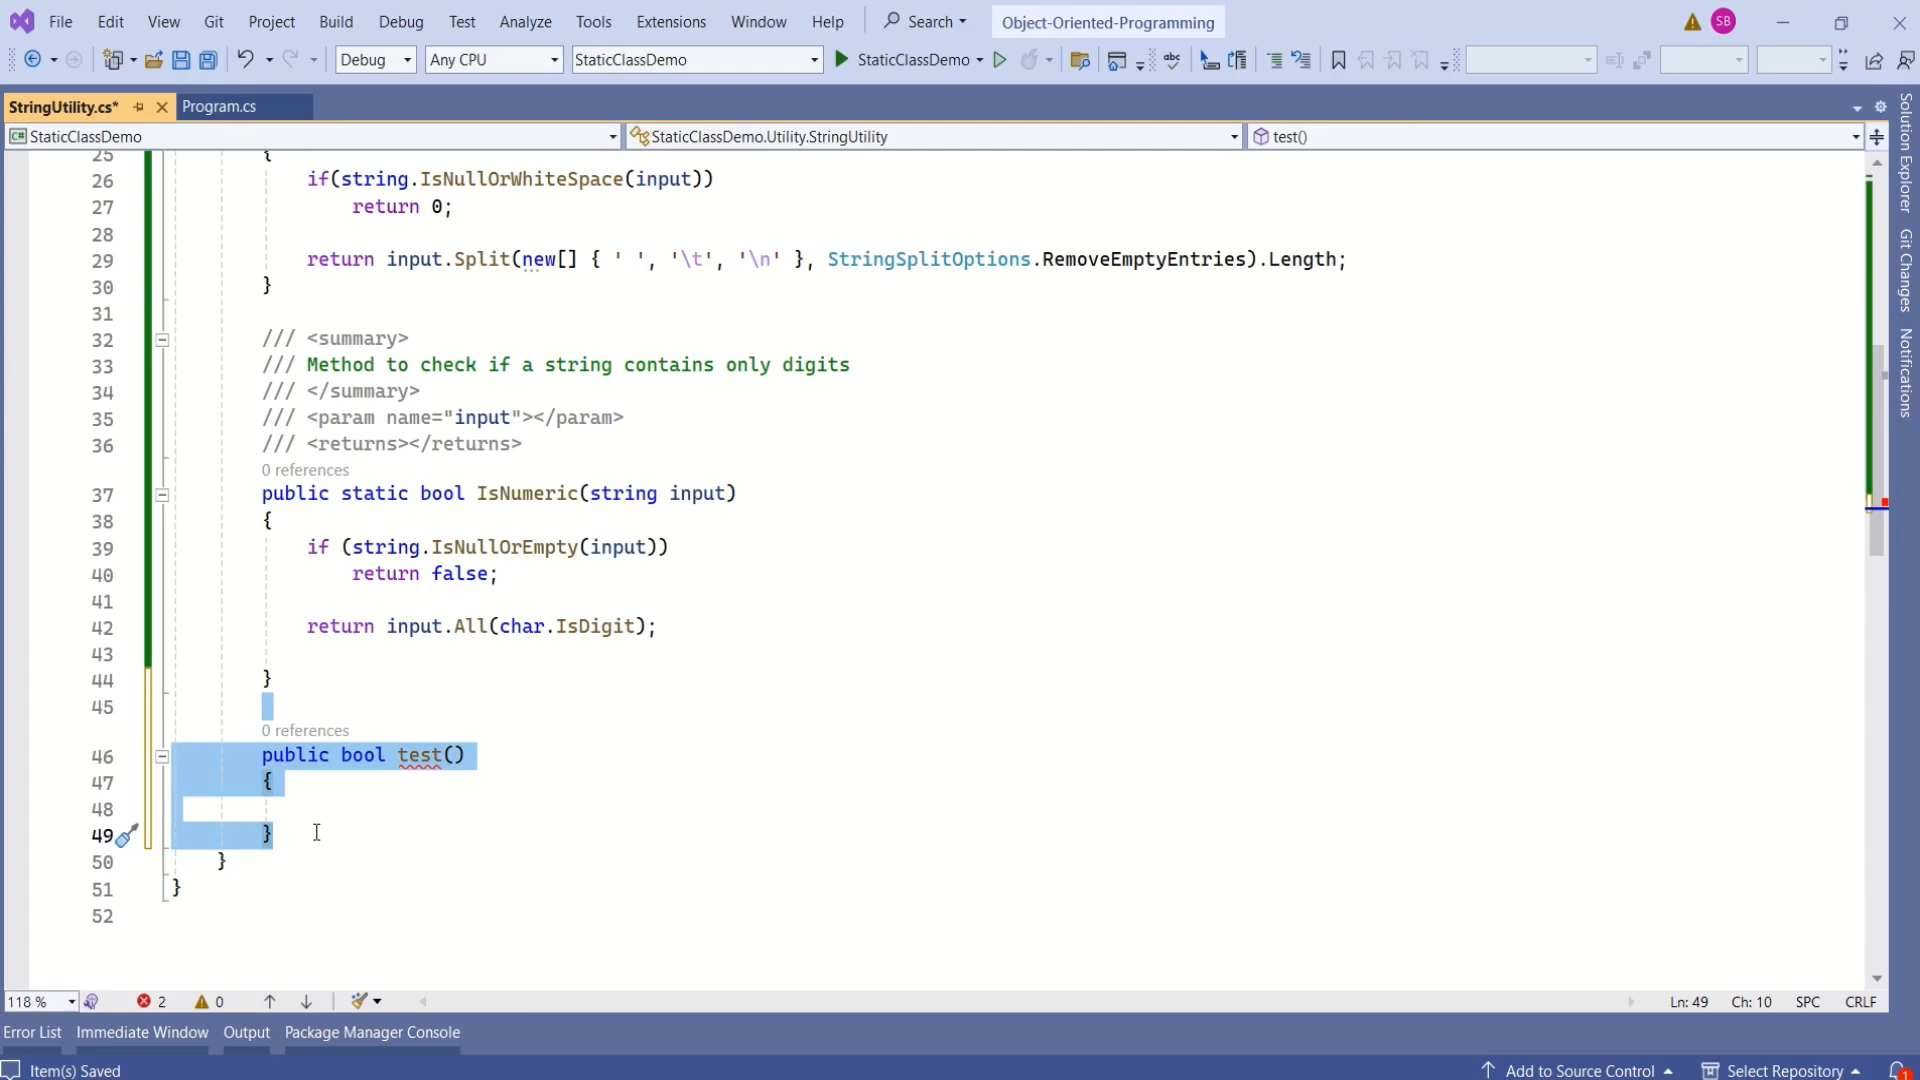 File Edit View Git Project Build Debug Test Analyze Tools Extensions Window Help Search Object-Oriented-Programming SB
Debug Any CPU StaticClassDemo StaticClassDemo
StringUtility.cs* Program.cs
StaticClassDemo StaticClassDemo.Utility.StringUtility test()
25 {
26 if(string.IsNullOrWhiteSpace(input))
27 return 0;
28
29 return input.Split(new[] { ' ', '\t', '\n' }, StringSplitOptions.RemoveEmptyEntries).Length;
30 }
31
32 /// <summary>
33 /// Method to check if a string contains only digits
34 /// </summary>
35 /// <param name="input"></param>
36 /// <returns></returns>
0 references
37 public static bool IsNumeric(string input)
38 {
39 if (string.IsNullOrEmpty(input))
40 return false;
41
42 return input.All(char.IsDigit);
43
44 }
45
0 references
46 public bool test()
47 {
48
49 }
50 }
51 }
52
Solution Explorer
Git Changes
Notifications
118 % 2 0 Ln: 49 Ch: 10 SPC CRLF
Error List Immediate Window Output Package Manager Console
Item(s) Saved Add to Source Control Select Repository 1